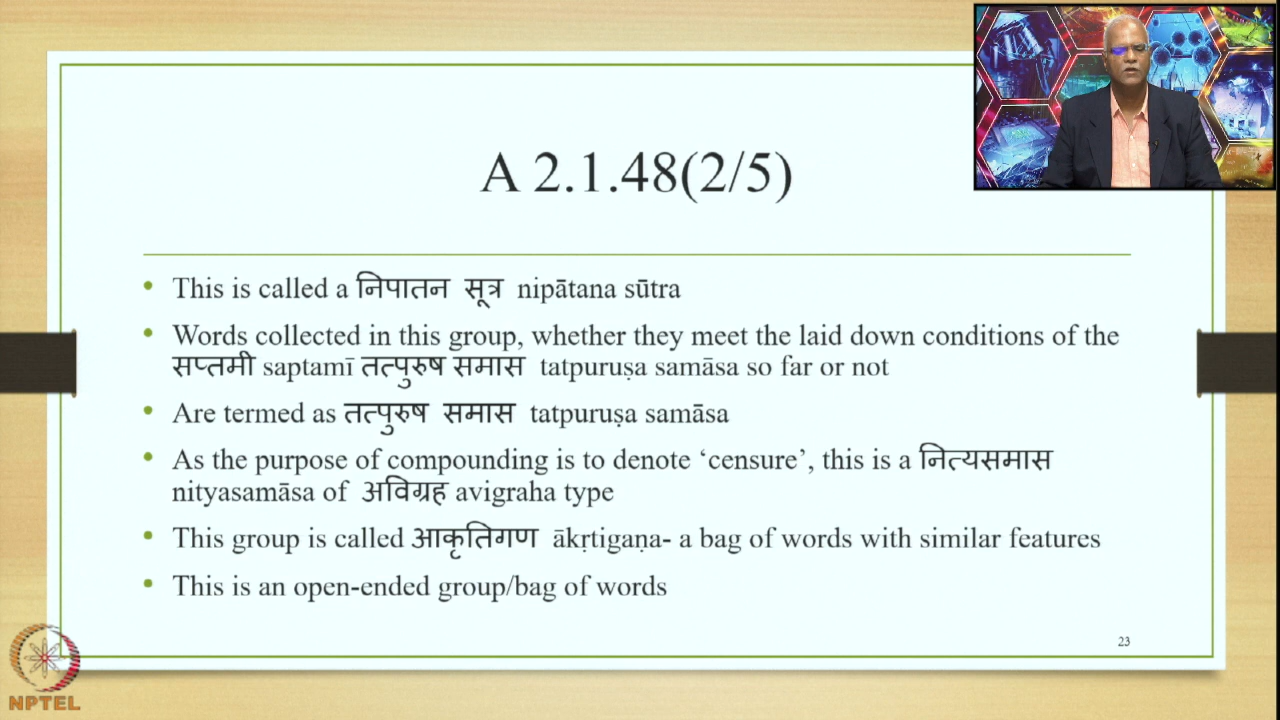 A 2.1.48(2/5)
• This is called a निपातन सूत्र nipātana sūtra
• Words collected in this group, whether they meet the laid down conditions of the
सप्तमी saptamī तत्पुरुष समास tatpuruṣa samāsa so far or not
• Are termed as तत्पुरुष समास tatpuruṣa samāsa
• As the purpose of compounding is to denote ‘censure’, this is a नित्यसमास
nityasamāsa of अविग्रह avigraha type
• This group is called आकृतिगण ākṛtigaṇa- a bag of words with similar features
• This is an open-ended group/bag of words
23
NPTEL